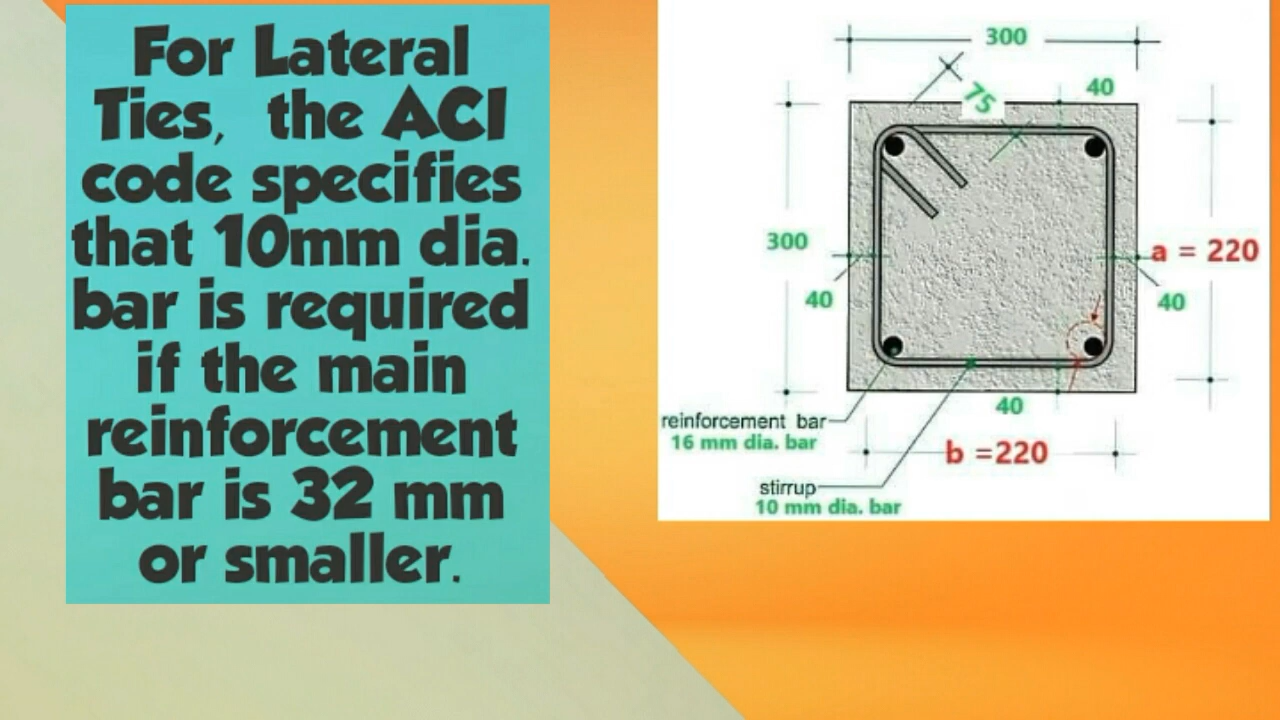 For Lateral
Ties, the ACI
code specifies
that 10mm dia.
bar is required
if the main
reinforcement
bar is 32 mm
or smaller.
300
75
40
300
a = 220
40
40
40
reinforcement bar
16 mm dia. bar
b =220
stirrup
10 mm dia. bar